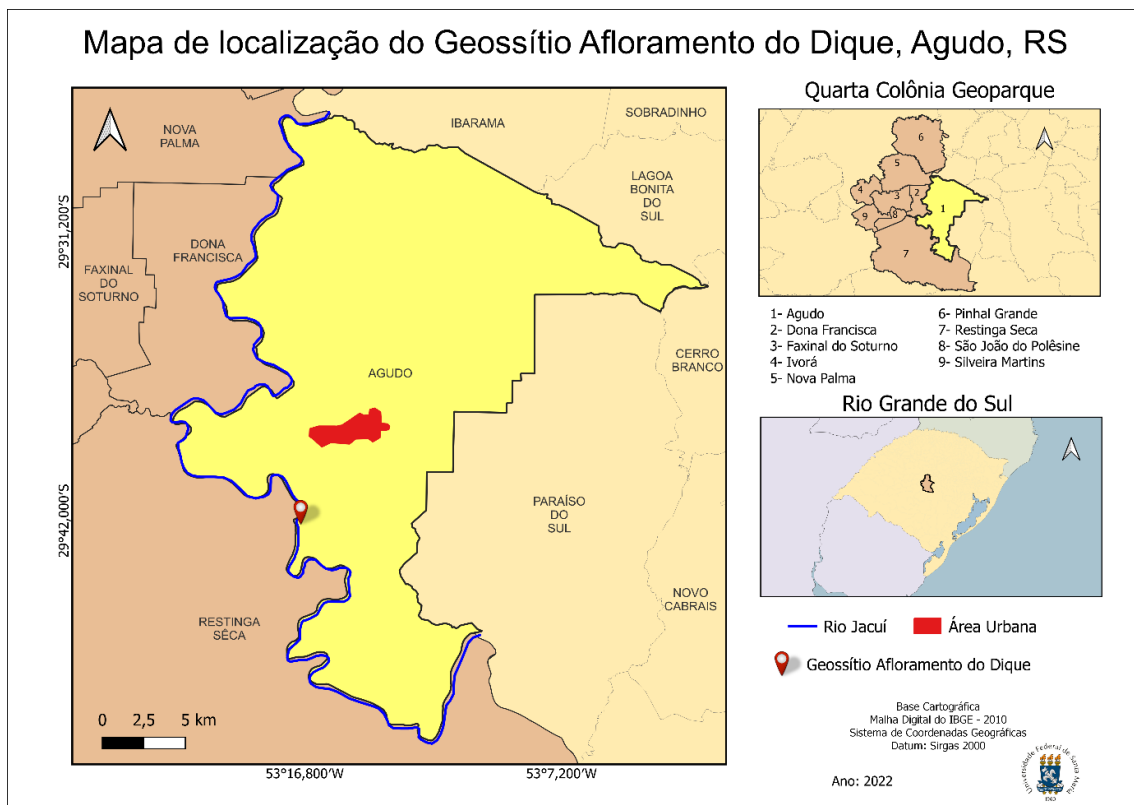 Mapa de localização do Geossítio Afloramento do Dique, Agudo, RS
NOVA
PALMA
IBARAMA
SOBRADINHO
LAGOA
BONITA
DO
SUL
DONA
FRANCISCA
FAXINAL
DO
SOTURNO
CERRO
BRANCO
AGUDO
PARAÍSO
DO
SUL
NOVO
CABRAIS
RESTINGA
SÊCA
0 2,5 5 km
29°31,200'S
29°42,000'S
53°16,800'W
53°7,200'W
Quarta Colônia Geoparque
6
5
4
3
2
1
8
9
7
1- Agudo
2- Dona Francisca
3- Faxinal do Soturno
4- Ivorá
5- Nova Palma
6- Pinhal Grande
7- Restinga Seca
8- São João do Polêsine
9- Silveira Martins
Rio Grande do Sul
Rio Jacuí
Área Urbana
Geossítio Afloramento do Dique
Base Cartográfica
Malha Digital do IBGE - 2010
Sistema de Coordenadas Geográficas
Datum: Sirgas 2000
Ano: 2022
Universidade Federal de Santa Maria
1960